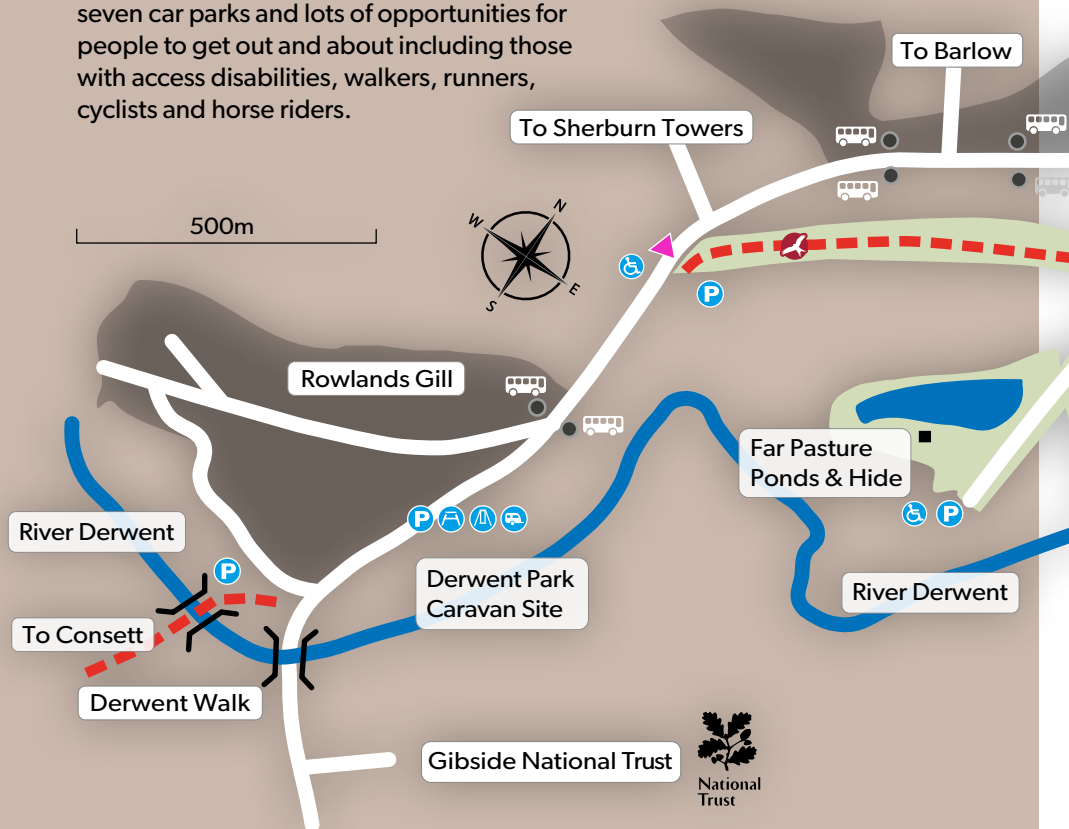 seven car parks and lots of opportunities for
people to get out and about including those
with access disabilities, walkers, runners,
cyclists and horse riders.
To Barlow
To Sherburn Towers
500m
N
W
E
S
P
Rowlands Gill
Far Pasture
Ponds & Hide
P
P
River Derwent
P
Derwent Park
Caravan Site
River Derwent
To Consett
Derwent Walk
Gibside National Trust
National
Trust